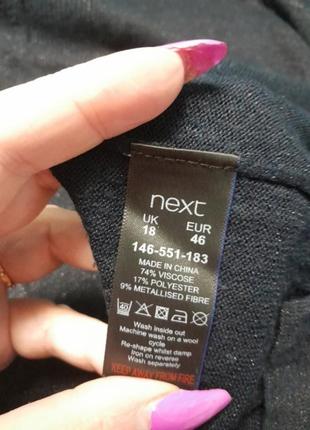 next
UK EUR
18 46
146-551-183
MADE IN CHINA
74% VISCOSE
17% POLYESTER
9% METALLISED FIBRE
40
Wash inside out
Machine wash on a wool
cycle
Re-shape whilst damp
Iron on reverse
Wash separately
KEEP AWAY FROM FIRE